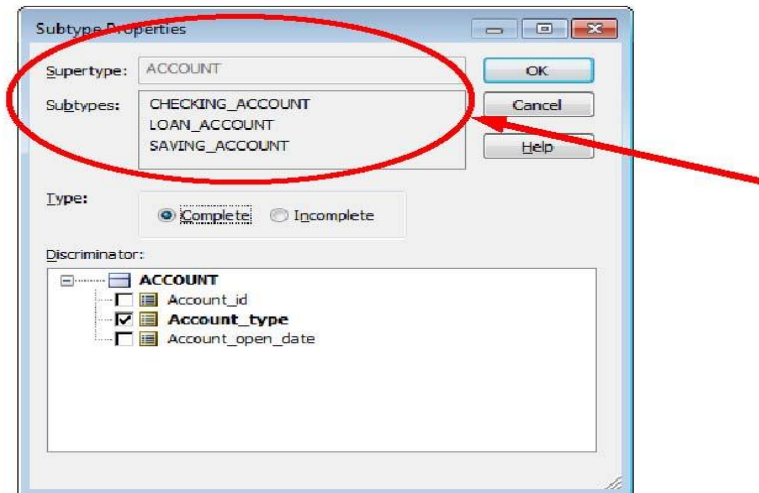 Subtype Properties
Supertype: ACCOUNT OK
Subtypes: CHECKING_ACCOUNT Cancel
LOAN_ACCOUNT
SAVING_ACCOUNT Help
Type: Complete Incomplete
Discriminator:
ACCOUNT
Account_id
Account_type
Account_open_date